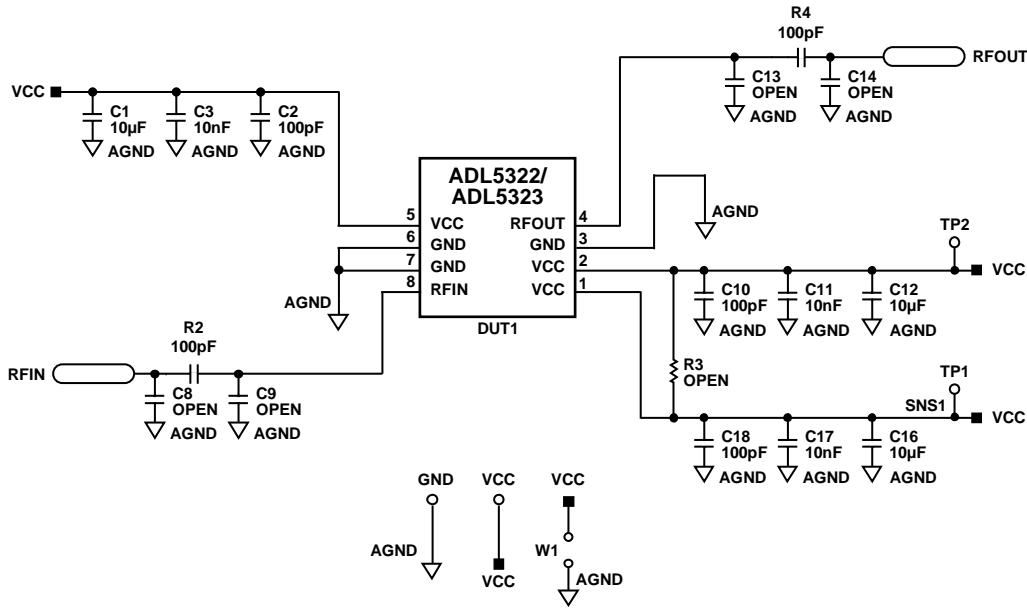 R4
100pF
RFOUT
C13
OPEN
AGND
C14
OPEN
AGND
VCC
C1
10µF
AGND
C3
10nF
AGND
C2
100pF
AGND
ADL5322/
ADL5323
5 VCC RFOUT 4
6 GND GND 3
7 GND VCC 2
8 RFIN VCC 1
DUT1
AGND
AGND
TP2
VCC
C10
100pF
AGND
C11
10nF
AGND
C12
10µF
AGND
R3
OPEN
TP1
SNS1
VCC
C18
100pF
AGND
C17
10nF
AGND
C16
10µF
AGND
R2
100pF
RFIN
C8
OPEN
AGND
C9
OPEN
AGND
GND
AGND
VCC
VCC
VCC
W1
AGND